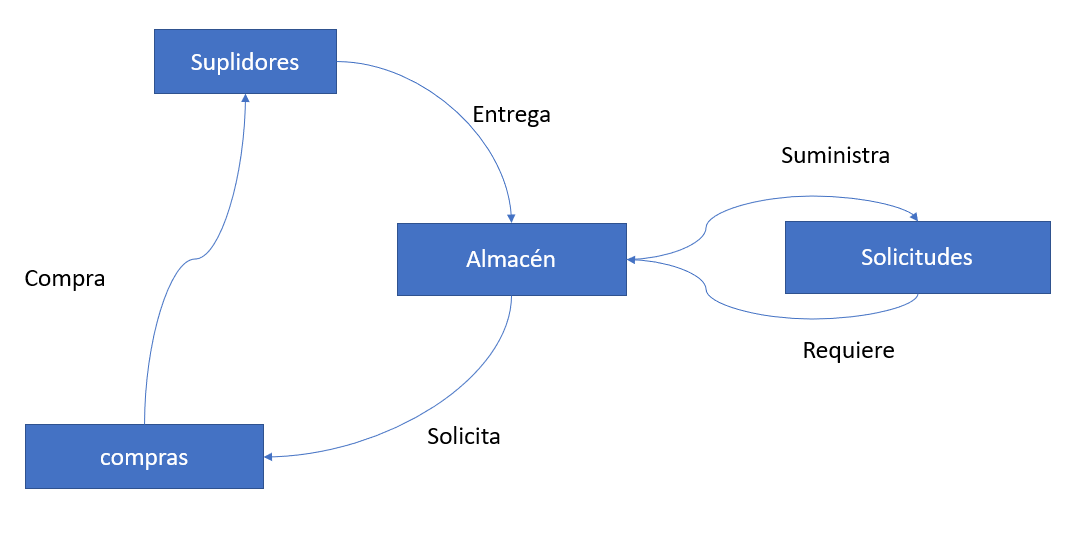 Suplidores
Entrega
Suministra
Almacén
Solicitudes
Compra
Requiere
Solicita
compras